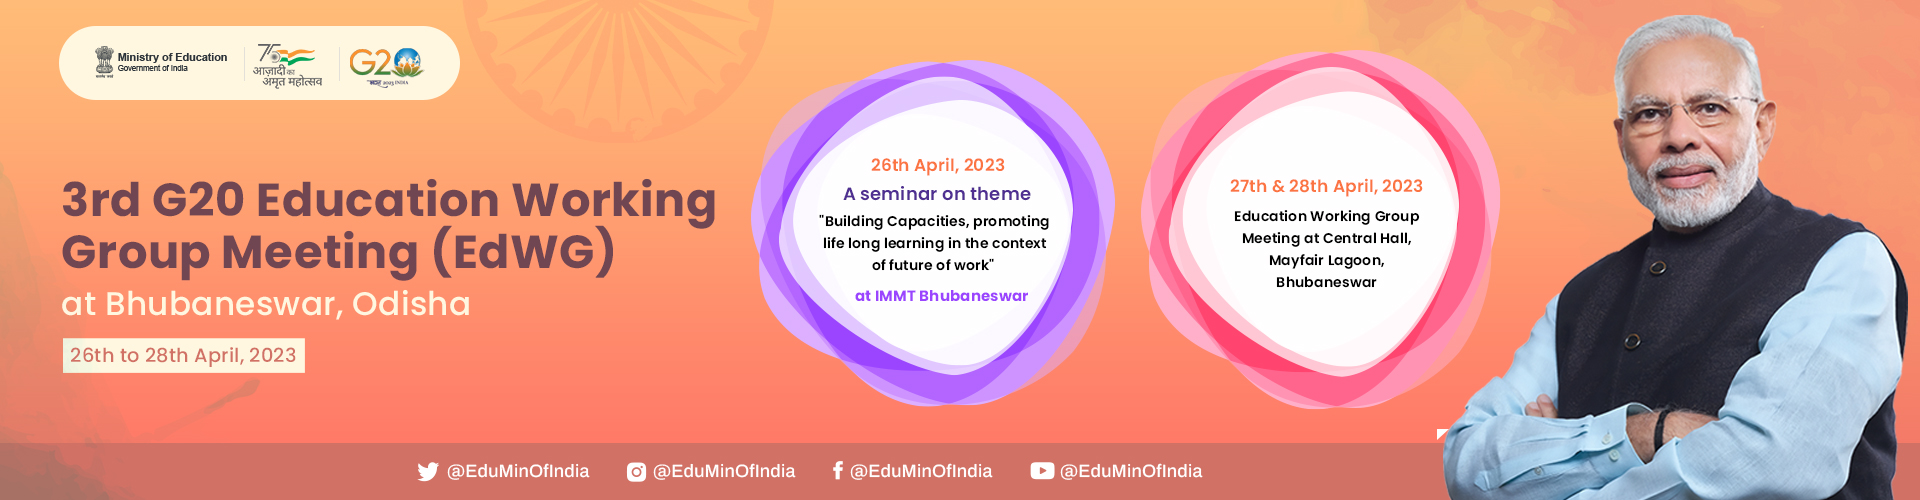 Ministry of Education
Government of India
75
आज़ादी का
अमृत महोत्सव
G20
भारत 2023 INDIA
3rd G20 Education Working
Group Meeting (EdWG)
at Bhubaneswar, Odisha
26th to 28th April, 2023
26th April, 2023
A seminar on theme
"Building Capacities, promoting
life long learning in the context
of future of work"
at IMMT Bhubaneswar
27th & 28th April, 2023
Education Working Group
Meeting at Central Hall,
Mayfair Lagoon,
Bhubaneswar
@EduMinOfIndia
@EduMinOfIndia
@EduMinOfIndia
@EduMinOfIndia